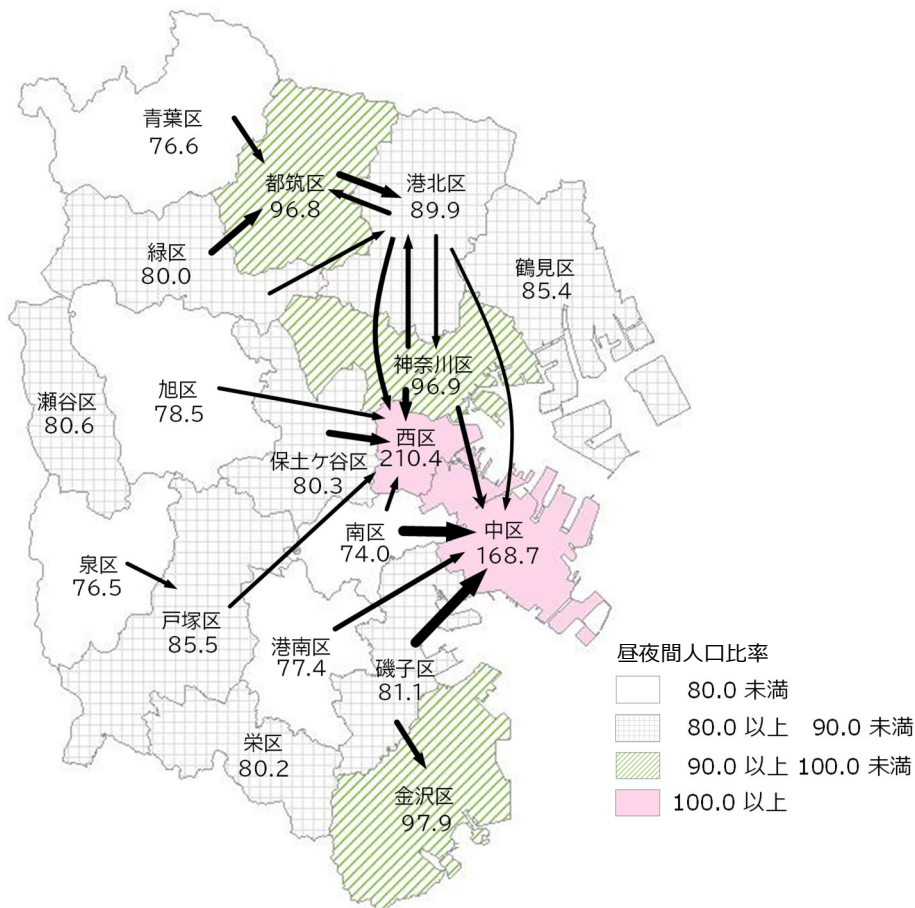 青葉区
76.6
都筑区
96.8
港北区
89.9
緑区
80.0
鶴見区
85.4
神奈川区
96.9
瀬谷区
80.6
旭区
78.5
西区
210.4
保土ケ谷区
80.3
南区
74.0
中区
168.7
泉区
76.5
戸塚区
85.5
港南区
77.4
磯子区
81.1
栄区
80.2
金沢区
97.9
昼夜間人口比率
80.0 未満
80.0 以上 90.0 未満
90.0 以上 100.0 未満
100.0 以上